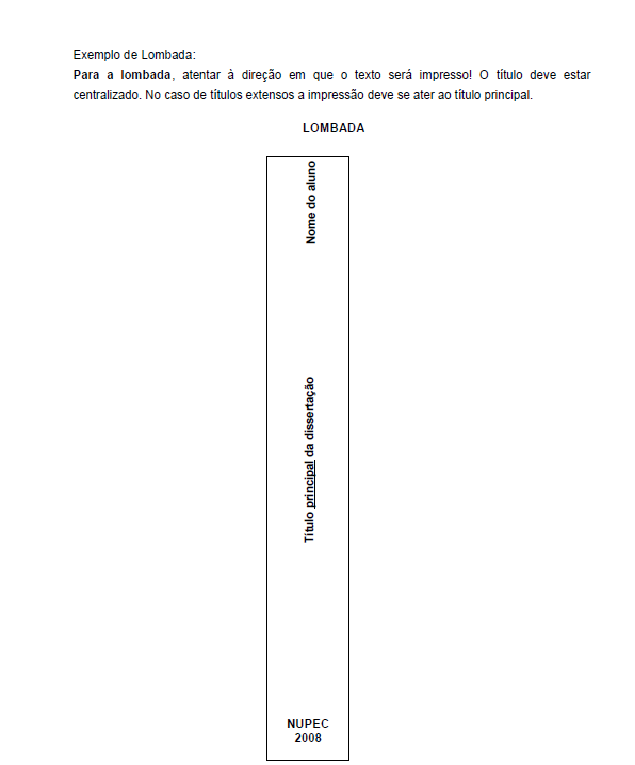 Exemplo de Lombada:
Para a lombada, atentar à direção em que o texto será impresso! O título deve estar
centralizado. No caso de títulos extensos a impressão deve se ater ao título principal.
LOMBADA
Nome do aluno
Título principal da dissertação
NUPEC
2008